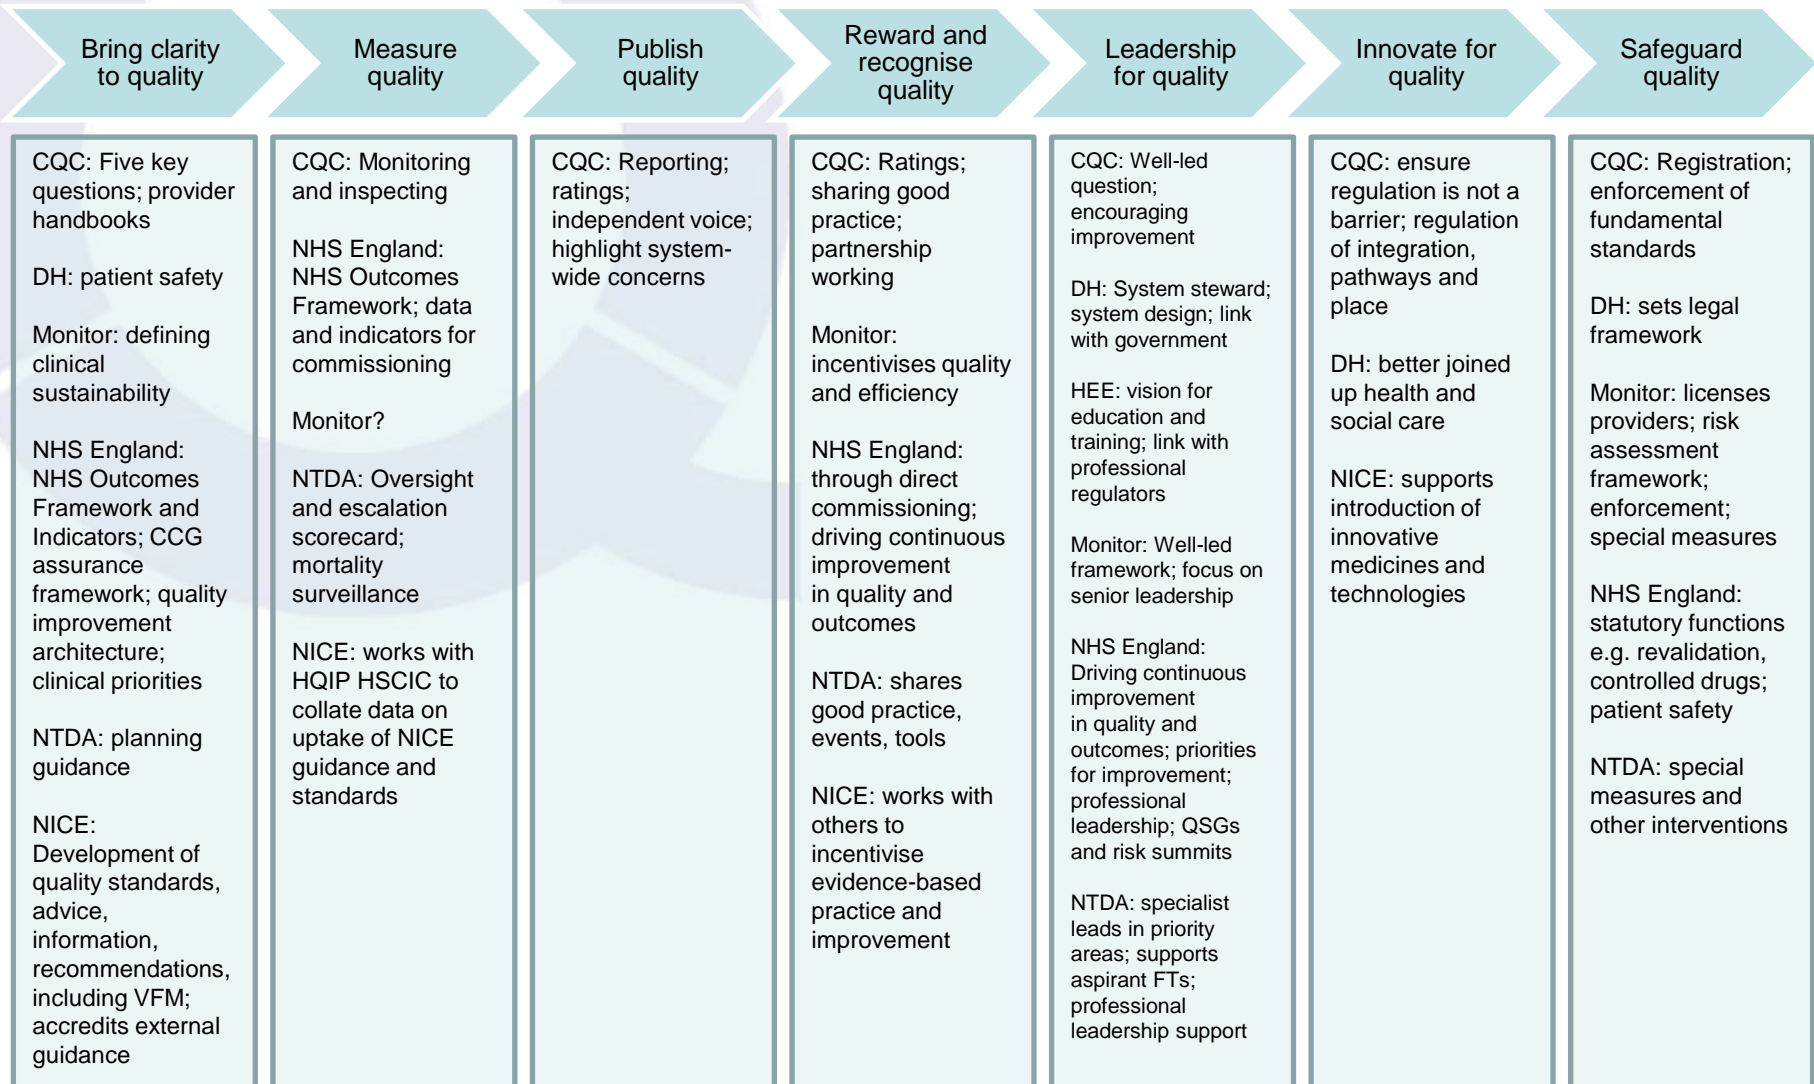 Bring clarity
to quality
Measure
quality
Publish
quality
Reward and
recognise
quality
Leadership
for quality
Innovate for
quality
Safeguard
quality
CQC: Five key
questions; provider
handbooks
DH: patient safety
Monitor: defining
clinical
sustainability
NHS England:
NHS Outcomes
Framework and
Indicators; CCG
assurance
framework; quality
improvement
architecture;
clinical priorities
NTDA: planning
guidance
NICE:
Development of
quality standards,
advice,
information,
recommendations,
including VFM;
accredits external
guidance
CQC: Monitoring
and inspecting
NHS England:
NHS Outcomes
Framework; data
and indicators for
commissioning
Monitor?
NTDA: Oversight
and escalation
scorecard;
mortality
surveillance
NICE: works with
HQIP HSCIC to
collate data on
uptake of NICE
guidance and
standards
CQC: Reporting;
ratings;
independent voice;
highlight system-
wide concerns
CQC: Ratings;
sharing good
practice;
partnership
working
Monitor:
incentivises quality
and efficiency
NHS England:
through direct
commissioning;
driving continuous
improvement
in quality and
outcomes
NTDA: shares
good practice,
events, tools
NICE: works with
others to
incentivise
evidence-based
practice and
improvement
CQC: Well-led
question;
encouraging
improvement
DH: System steward;
system design; link
with government
HEE: vision for
education and
training; link with
professional
regulators
Monitor: Well-led
framework; focus on
senior leadership
NHS England:
Driving continuous
improvement
in quality and
outcomes; priorities
for improvement;
professional
leadership; QSGs
and risk summits
NTDA: specialist
leads in priority
areas; supports
aspirant FTs;
professional
leadership support
CQC: ensure
regulation is not a
barrier; regulation
of integration,
pathways and
place
DH: better joined
up health and
social care
NICE: supports
introduction of
innovative
medicines and
technologies
CQC: Registration;
enforcement of
fundamental
standards
DH: sets legal
framework
Monitor: licenses
providers; risk
assessment
framework;
enforcement;
special measures
NHS England:
statutory functions
e.g. revalidation,
controlled drugs;
patient safety
NTDA: special
measures and
other interventions